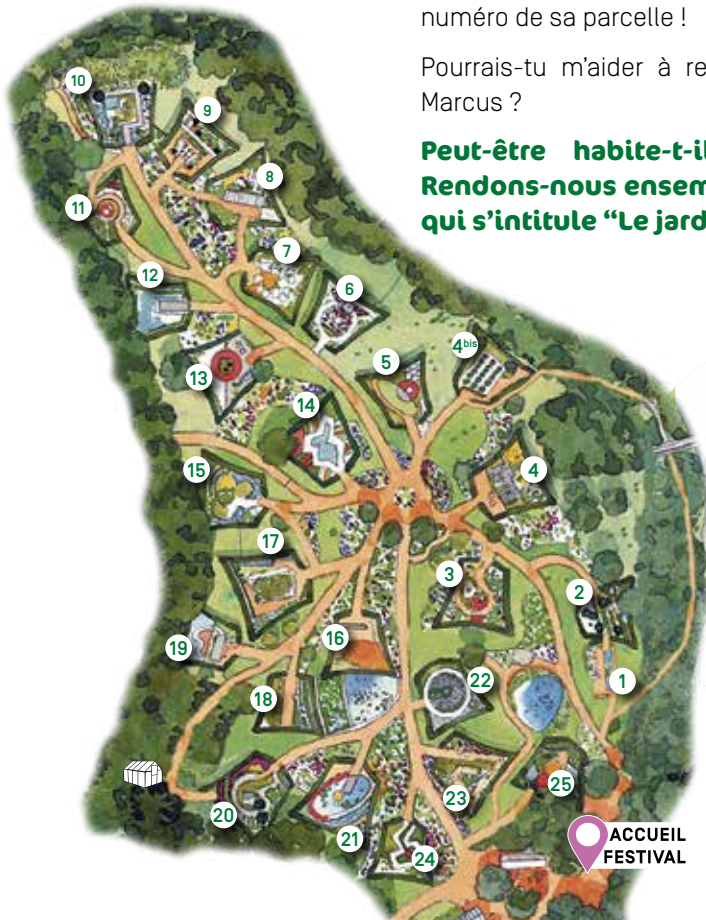 numéro de sa parcelle !
Pourrais-tu m’aider à re
Marcus ?
Peut-être habite-t-il
Rendons-nous ensem
qui s’intitule “Le jard
10
9
8
11
7
12
6
4bis
5
13
14
4
15
17
3
2
16
19
22
1
18
23
25
20
21
24
ACCUEIL
FESTIVAL